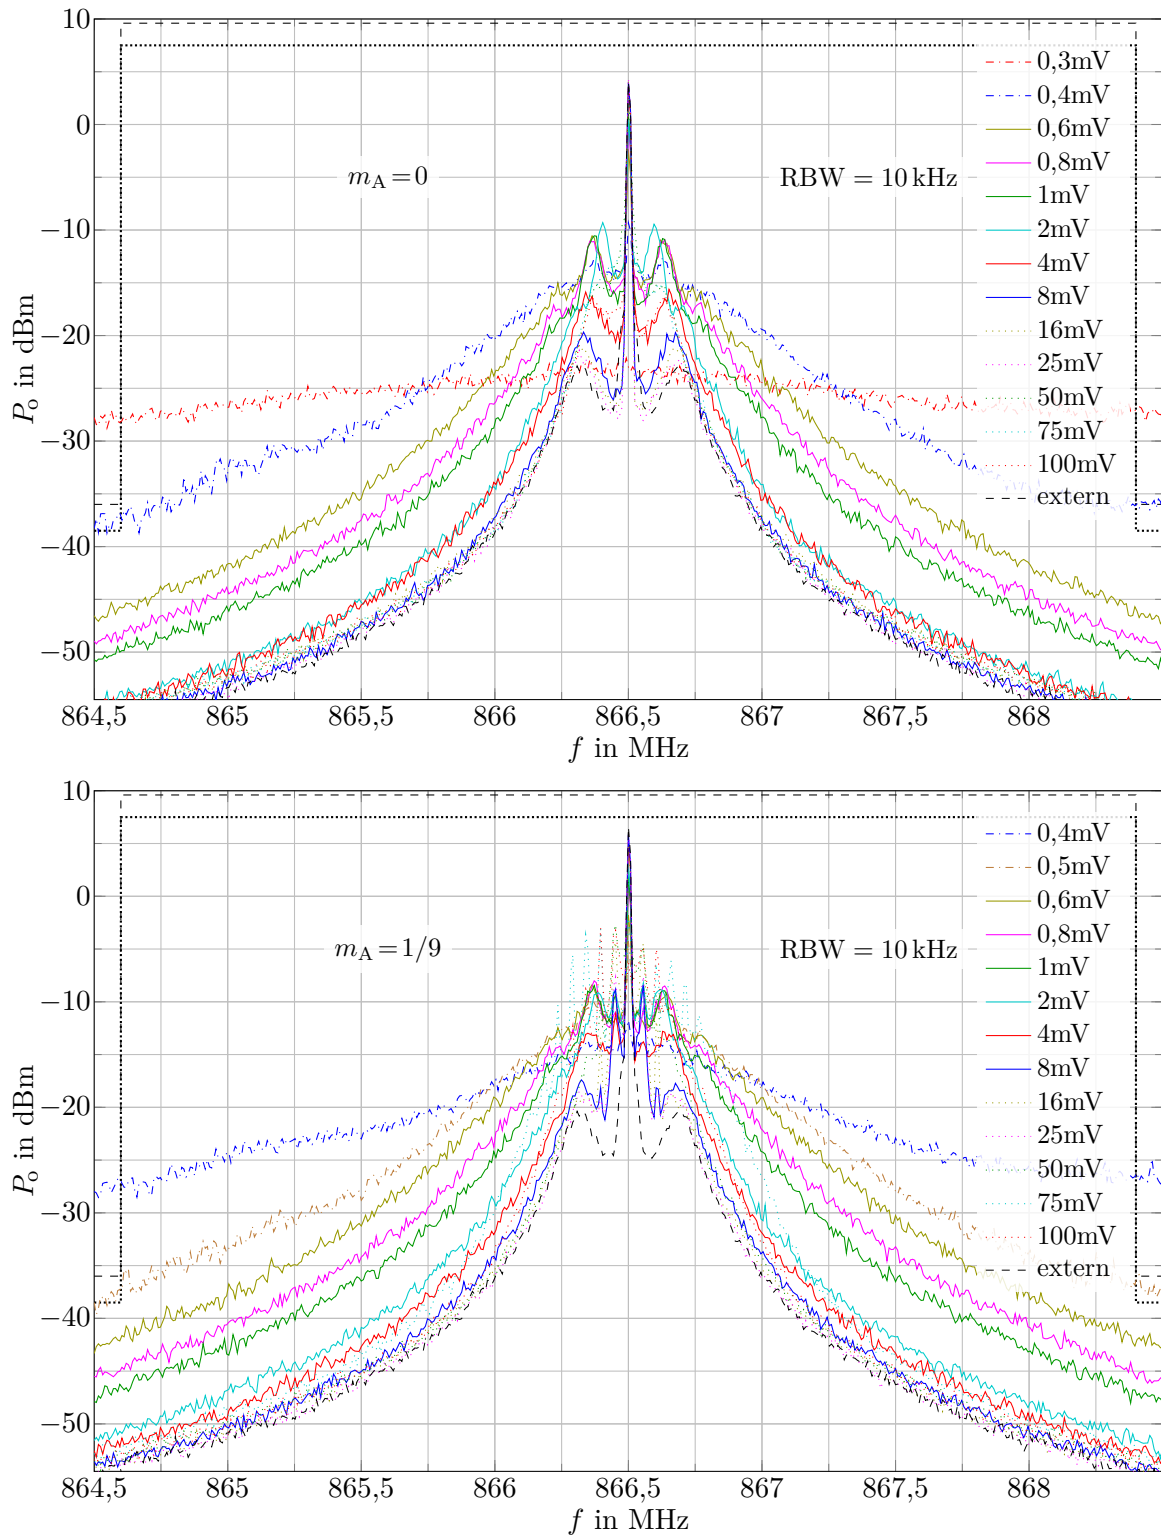 10
0
−10
−20
−30
−40
−50
P_o in dBm
m_A = 0
RBW = 10 kHz
0,3mV
0,4mV
0,6mV
0,8mV
1mV
2mV
4mV
8mV
16mV
25mV
50mV
75mV
100mV
extern
864,5 865 865,5 866 866,5 867 867,5 868
f in MHz
10
0
−10
−20
−30
−40
−50
P_o in dBm
m_A = 1/9
RBW = 10 kHz
0,4mV
0,5mV
0,6mV
0,8mV
1mV
2mV
4mV
8mV
16mV
25mV
50mV
75mV
100mV
extern
864,5 865 865,5 866 866,5 867 867,5 868
f in MHz